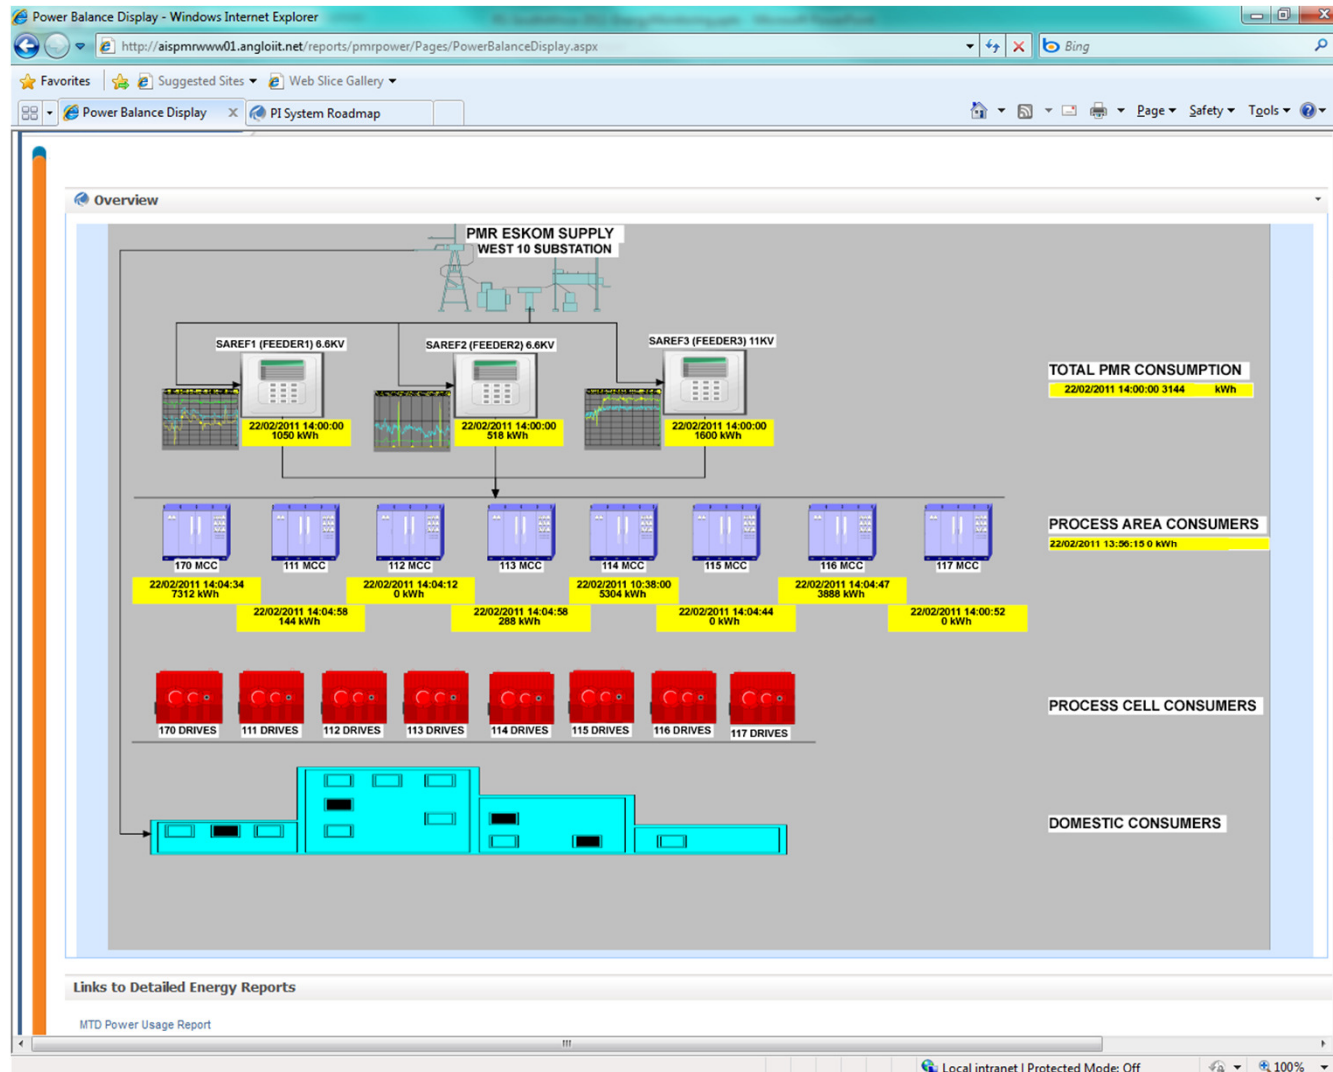 Power Balance Display - Windows Internet Explorer
http://aispmrwww01.angloiit.net/reports/pmrpower/Pages/PowerBalanceDisplay.aspx
Bing
Favorites
Suggested Sites
Web Slice Gallery
Power Balance Display
PI System Roadmap
Page
Safety
Tools
Overview
PMR ESKOM SUPPLY
WEST 10 SUBSTATION
SAREF1 (FEEDER1) 6.6KV
SAREF2 (FEEDER2) 6.6KV
SAREF3 (FEEDER3) 11KV
22/02/2011 14:00:00
1050 kWh
22/02/2011 14:00:00
518 kWh
22/02/2011 14:00:00
1600 kWh
TOTAL PMR CONSUMPTION
22/02/2011 14:00:00 3144 kWh
170 MCC
111 MCC
112 MCC
113 MCC
114 MCC
115 MCC
116 MCC
117 MCC
22/02/2011 14:04:34
7312 kWh
22/02/2011 14:04:58
144 kWh
22/02/2011 14:04:12
0 kWh
22/02/2011 14:04:58
288 kWh
22/02/2011 10:38:00
5304 kWh
22/02/2011 14:04:44
0 kWh
22/02/2011 14:04:47
3888 kWh
22/02/2011 14:00:52
0 kWh
PROCESS AREA CONSUMERS
22/02/2011 13:56:15 0 kWh
170 DRIVES
111 DRIVES
112 DRIVES
113 DRIVES
114 DRIVES
115 DRIVES
116 DRIVES
117 DRIVES
PROCESS CELL CONSUMERS
DOMESTIC CONSUMERS
Links to Detailed Energy Reports
MTD Power Usage Report
Local intranet | Protected Mode: Off
100%